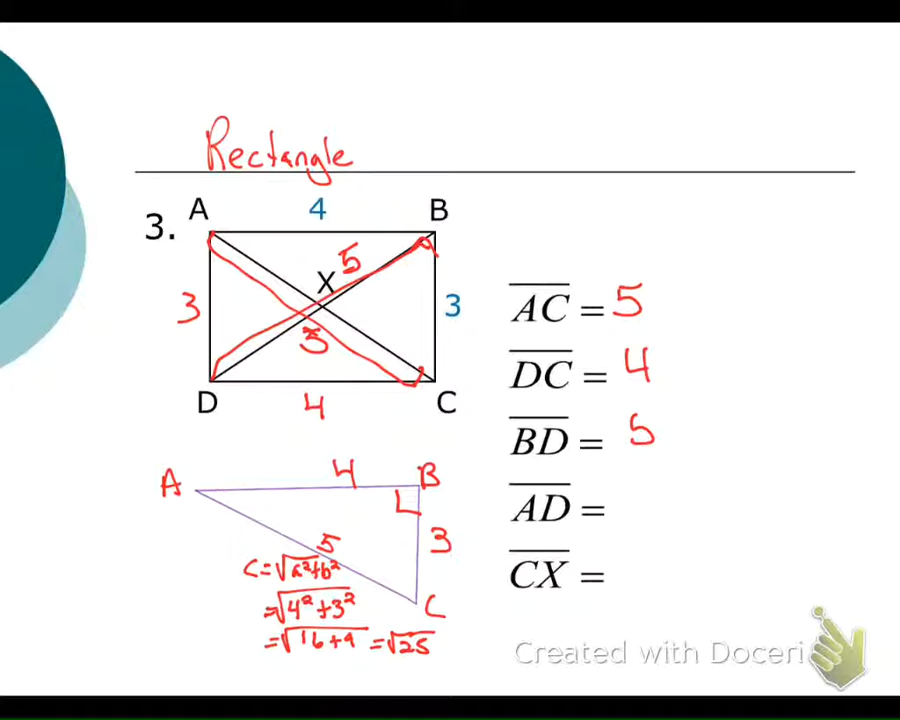 Rectangle
3.
A 4 B
5
X
3 3
5
D 4 C
AC = 5
DC = 4
BD = 5
AD =
CX =
A 4 B
3
5
C
c=√a²+b²
=√4²+3²
=√16+9 =√25
Created with Doceri